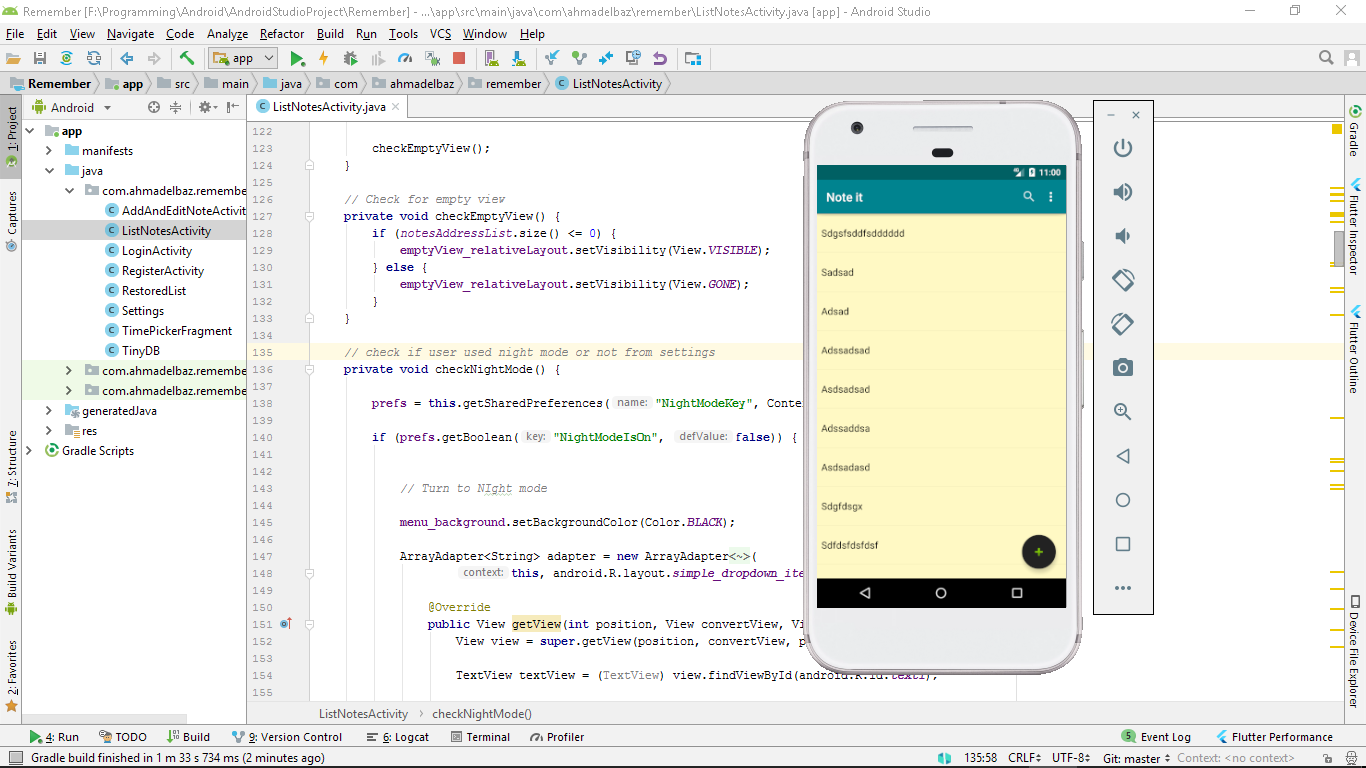 Remember [F:\Programming\Android\AndroidStudioProject\Remember] - ...\app\src\main\java\com\ahmadelbaz\remember\ListNotesActivity.java [app] - Android Studio
File Edit View Navigate Code Analyze Refactor Build Run Tools VCS Window Help
app
Remember app src main java com ahmadelbaz remember ListNotesActivity
Android
ListNotesActivity.java
1: Project
Captures
7: Structure
Build Variants
2: Favorites
app
manifests
java
com.ahmadelbaz.remembe
AddAndEditNoteActivit
ListNotesActivity
LoginActivity
RegisterActivity
RestoredList
Settings
TimePickerFragment
TinyDB
com.ahmadelbaz.remembe
com.ahmadelbaz.remembe
generatedJava
res
Gradle Scripts
122
123 checkEmptyView();
124 }
125
126 // Check for empty view
127 private void checkEmptyView() {
128 if (notesAddressList.size() <= 0) {
129 emptyView_relativeLayout.setVisibility(View.VISIBLE);
130 } else {
131 emptyView_relativeLayout.setVisibility(View.GONE);
132 }
133 }
134
135 // check if user used night mode or not from settings
136 private void checkNightMode() {
137
138 prefs = this.getSharedPreferences( name: "NightModeKey", Conte
139
140 if (prefs.getBoolean( key: "NightModeIsOn", defValue: false)) {
141
142
143 // Turn to NIght mode
144
145 menu_background.setBackgroundColor(Color.BLACK);
146
147 ArrayAdapter<String> adapter = new ArrayAdapter<~>(
148 context: this, android.R.layout.simple_dropdown_ite
149
150 @Override
151 public View getView(int position, View convertView, Vi
152 View view = super.getView(position, convertView, p
153
154 TextView textView = (TextView) view.findViewById(android.R.id.text1);
155
ListNotesActivity checkNightMode()
11:00
Note it
Sdgsfsddfsdddddd
Sadsad
Adsad
Adssadsad
Asdsadsad
Adssaddsa
Asdsadasd
Sdgfdsgx
Sdfdsfdsfdsf
Gradle
Flutter Inspector
Flutter Outline
Device File Explorer
4: Run TODO Build 9: Version Control 6: Logcat Terminal Profiler 5 Event Log Flutter Performance
Gradle build finished in 1 m 33 s 734 ms (2 minutes ago) 135:58 CRLF UTF-8 Git: master Context: <no context>